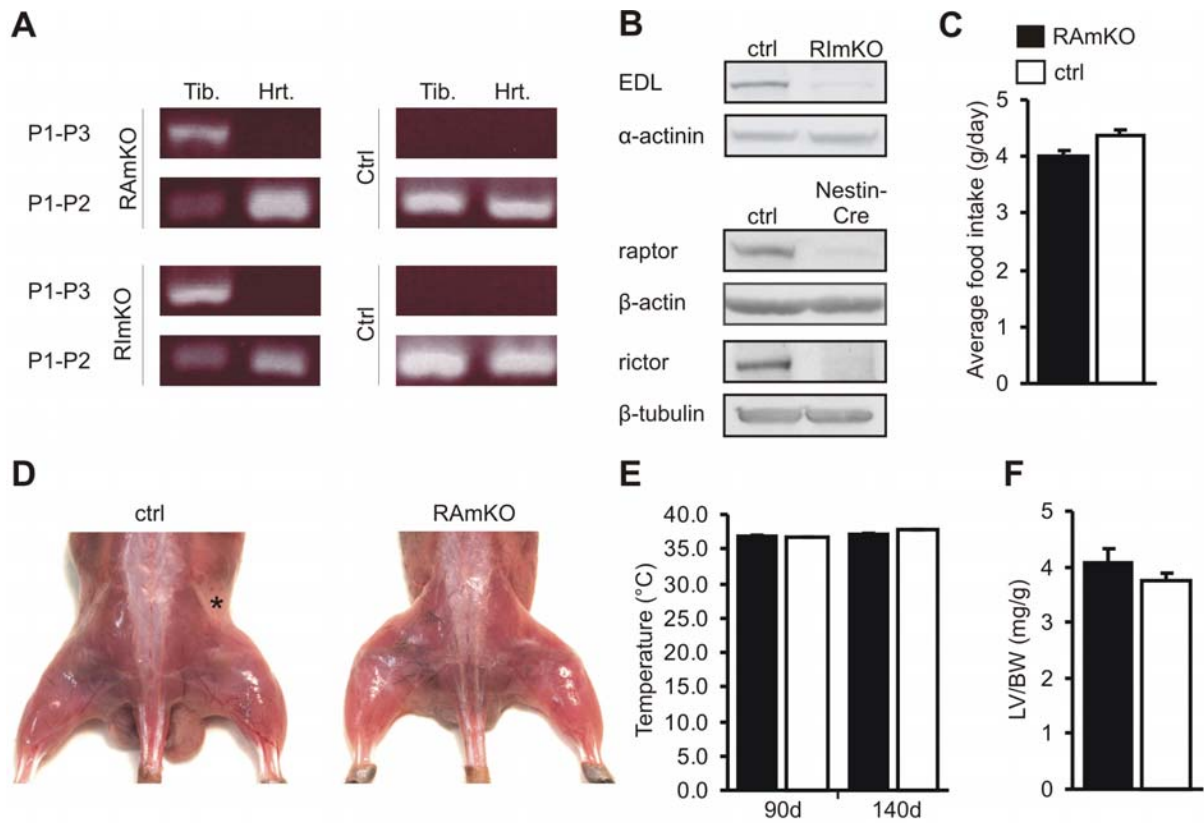 A
Tib. Hrt.
P1-P3
P1-P2
RAmKO
Tib. Hrt.
Ctrl
P1-P3
P1-P2
RImKO
Ctrl
B
ctrl RImKO
EDL
α-actinin
ctrl Nestin-
Cre
raptor
β-actin
rictor
β-tubulin
C
RAmKO
ctrl
Average food intake (g/day)
5
4
3
2
1
0
D
ctrl
*
RAmKO
E
Temperature (°C)
40.0
35.0
30.0
25.0
20.0
15.0
10.0
5.0
0.0
90d 140d
F
LV/BW (mg/g)
5
4
3
2
1
0